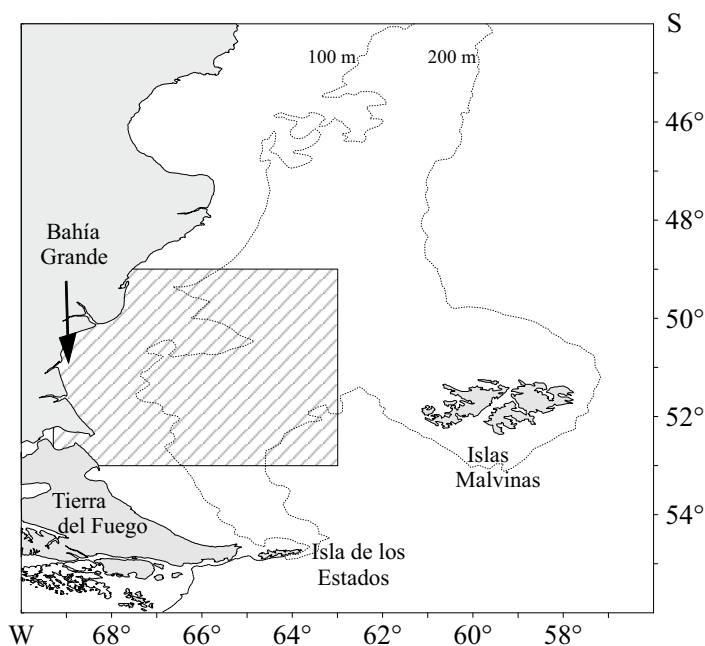 S
100 m
200 m
46°
48°
Bahía
Grande
50°
52°
Islas
Malvinas
54°
Tierra
del Fuego
Isla de los
Estados
W
68°
66°
64°
62°
60°
58°